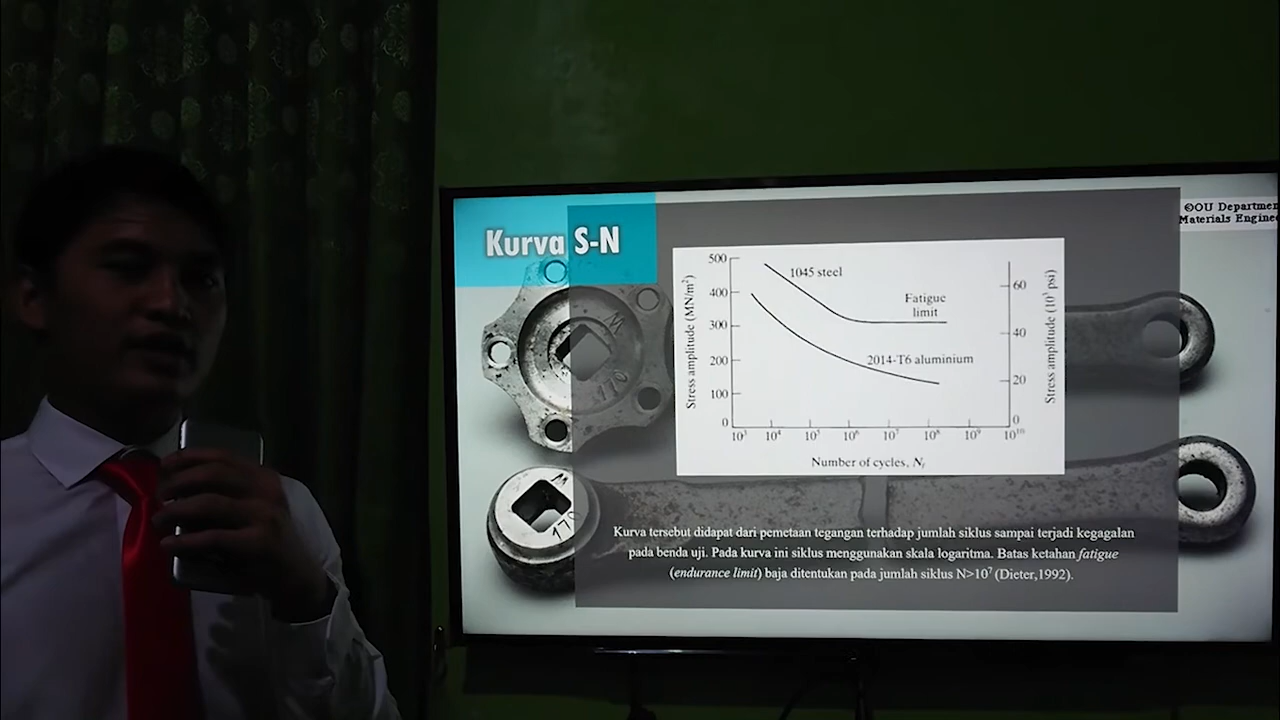 Kurva S-N
©OU
Materials
500
400
300
200
100
0
Stress amplitude (MN/m²)
1045 steel
Fatigue
limit
2014-T6 aluminium
60
40
20
0
Stress amplitude (10³ psi)
10³ 10⁴ 10⁵ 10⁶ 10⁷ 10⁸ 10⁹ 10¹⁰
Number of cycles,
Kurva tersebut didapat dari pemetaan tegangan terhadap jumlah siklus sampai terjadi kegagalan
pada benda uji. Pada kurva ini siklus menggunakan skala logaritma. Batas ketahan fatigue
(endurance limit) baja ditentukan pada jumlah siklus N>10⁷ (Dieter,1992).
M
170
M
170